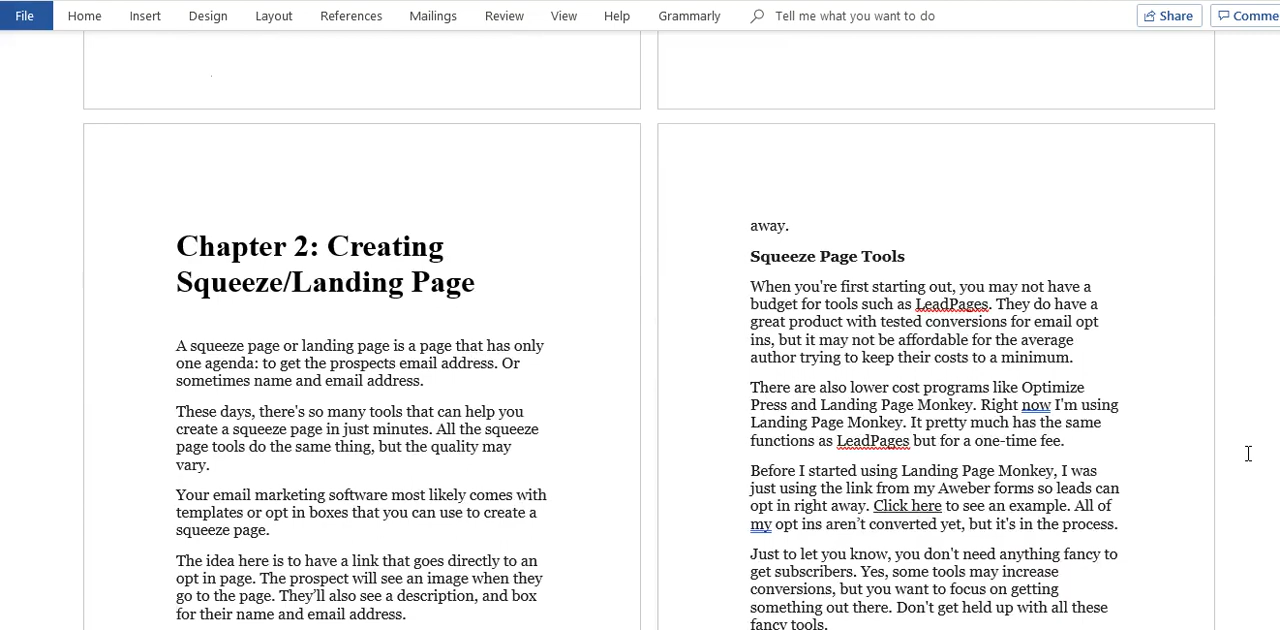 File Home Insert Design Layout References Mailings Review View Help Grammarly Tell me what you want to do Share Comme
Chapter 2: Creating
Squeeze/Landing Page
A squeeze page or landing page is a page that has only
one agenda: to get the prospects email address. Or
sometimes name and email address.
These days, there's so many tools that can help you
create a squeeze page in just minutes. All the squeeze
page tools do the same thing, but the quality may
vary.
Your email marketing software most likely comes with
templates or opt in boxes that you can use to create a
squeeze page.
The idea here is to have a link that goes directly to an
opt in page. The prospect will see an image when they
go to the page. They'll also see a description, and box
for their name and email address.
away.
Squeeze Page Tools
When you're first starting out, you may not have a
budget for tools such as LeadPages. They do have a
great product with tested conversions for email opt
ins, but it may not be affordable for the average
author trying to keep their costs to a minimum.
There are also lower cost programs like Optimize
Press and Landing Page Monkey. Right now I'm using
Landing Page Monkey. It pretty much has the same
functions as LeadPages but for a one-time fee.
Before I started using Landing Page Monkey, I was
just using the link from my Aweber forms so leads can
opt in right away. Click here to see an example. All of
my opt ins aren't converted yet, but it's in the process.
Just to let you know, you don't need anything fancy to
get subscribers. Yes, some tools may increase
conversions, but you want to focus on getting
something out there. Don't get held up with all these
fancy tools.